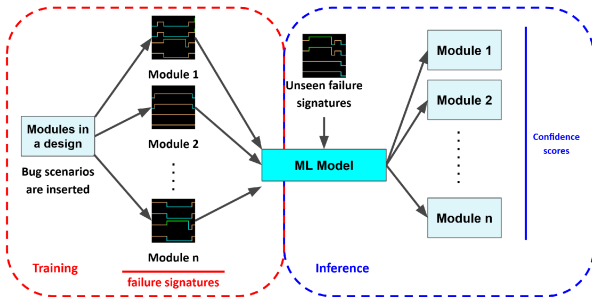 Modules in
a design
Bug scenarios
are inserted
Module 1
Module 2
Module n
Training
failure signatures
Unseen failure
signatures
ML Model
Inference
Module 1
Module 2
Module n
Confidence
scores